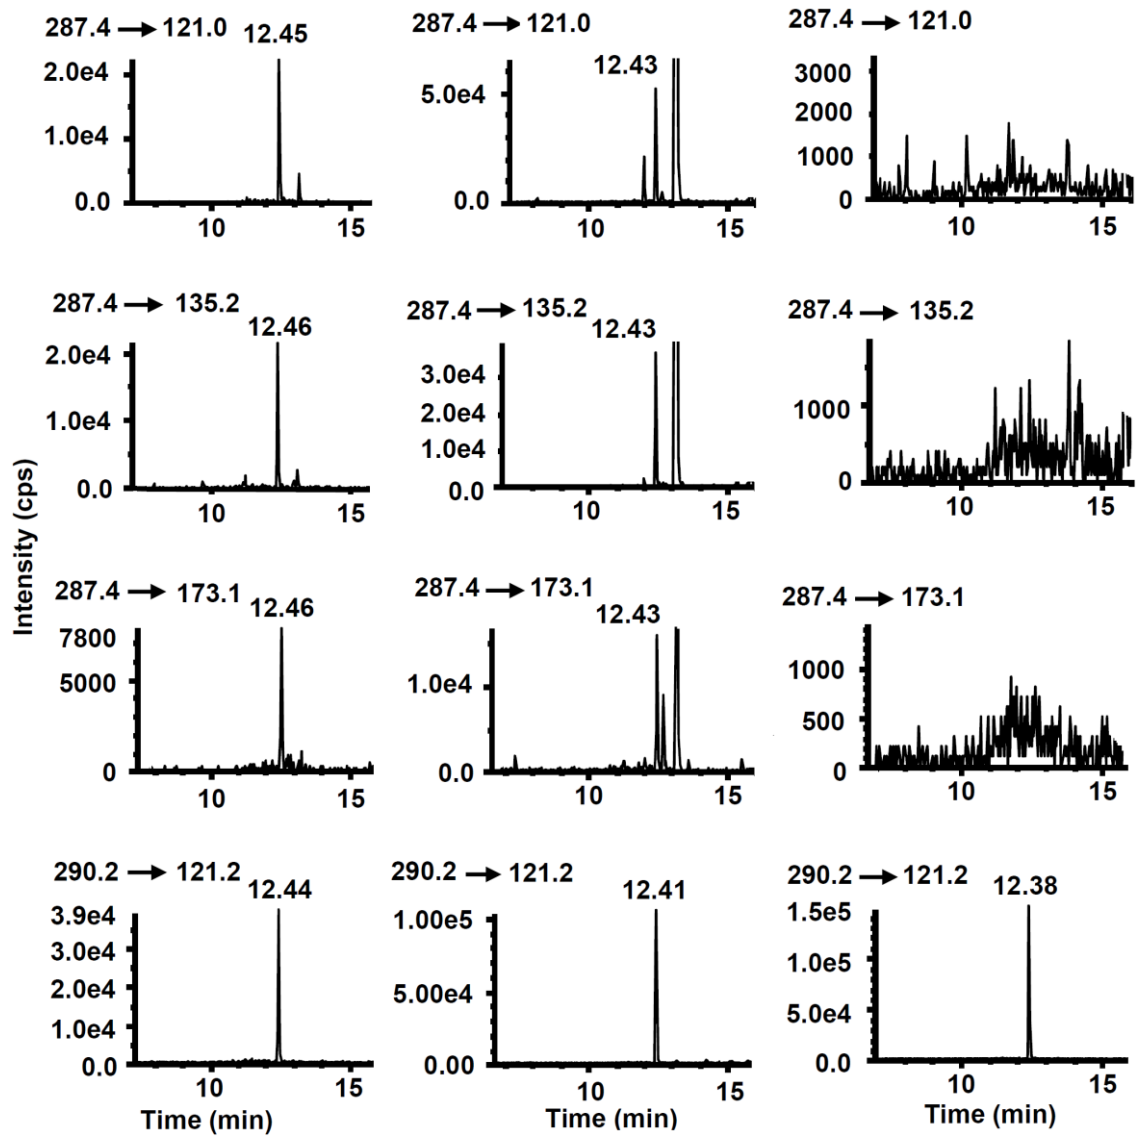 287.4 → 121.0 12.45
2.0e4
1.0e4
0.0
10 15
287.4 → 121.0
12.43
5.0e4
0.0
10 15
287.4 → 121.0
3000
2000
1000
0
10 15
287.4 → 135.2
12.46
2.0e4
1.0e4
0.0
10 15
287.4 → 135.2
12.43
3.0e4
2.0e4
1.0e4
0.0
10 15
287.4 → 135.2
1000
0
10 15
Intensity (cps)
287.4 → 173.1
12.46
7800
5000
0
10 15
287.4 → 173.1
12.43
1.0e4
0.0
10 15
287.4 → 173.1
1000
500
0
10 15
290.2 → 121.2
12.44
3.9e4
3.0e4
2.0e4
1.0e4
0.0
10 15
Time (min)
290.2 → 121.2
12.41
1.00e5
5.00e4
0.00
10 15
Time (min)
290.2 → 121.2
12.38
1.5e5
1.0e5
5.0e4
0.0
10 15
Time (min)